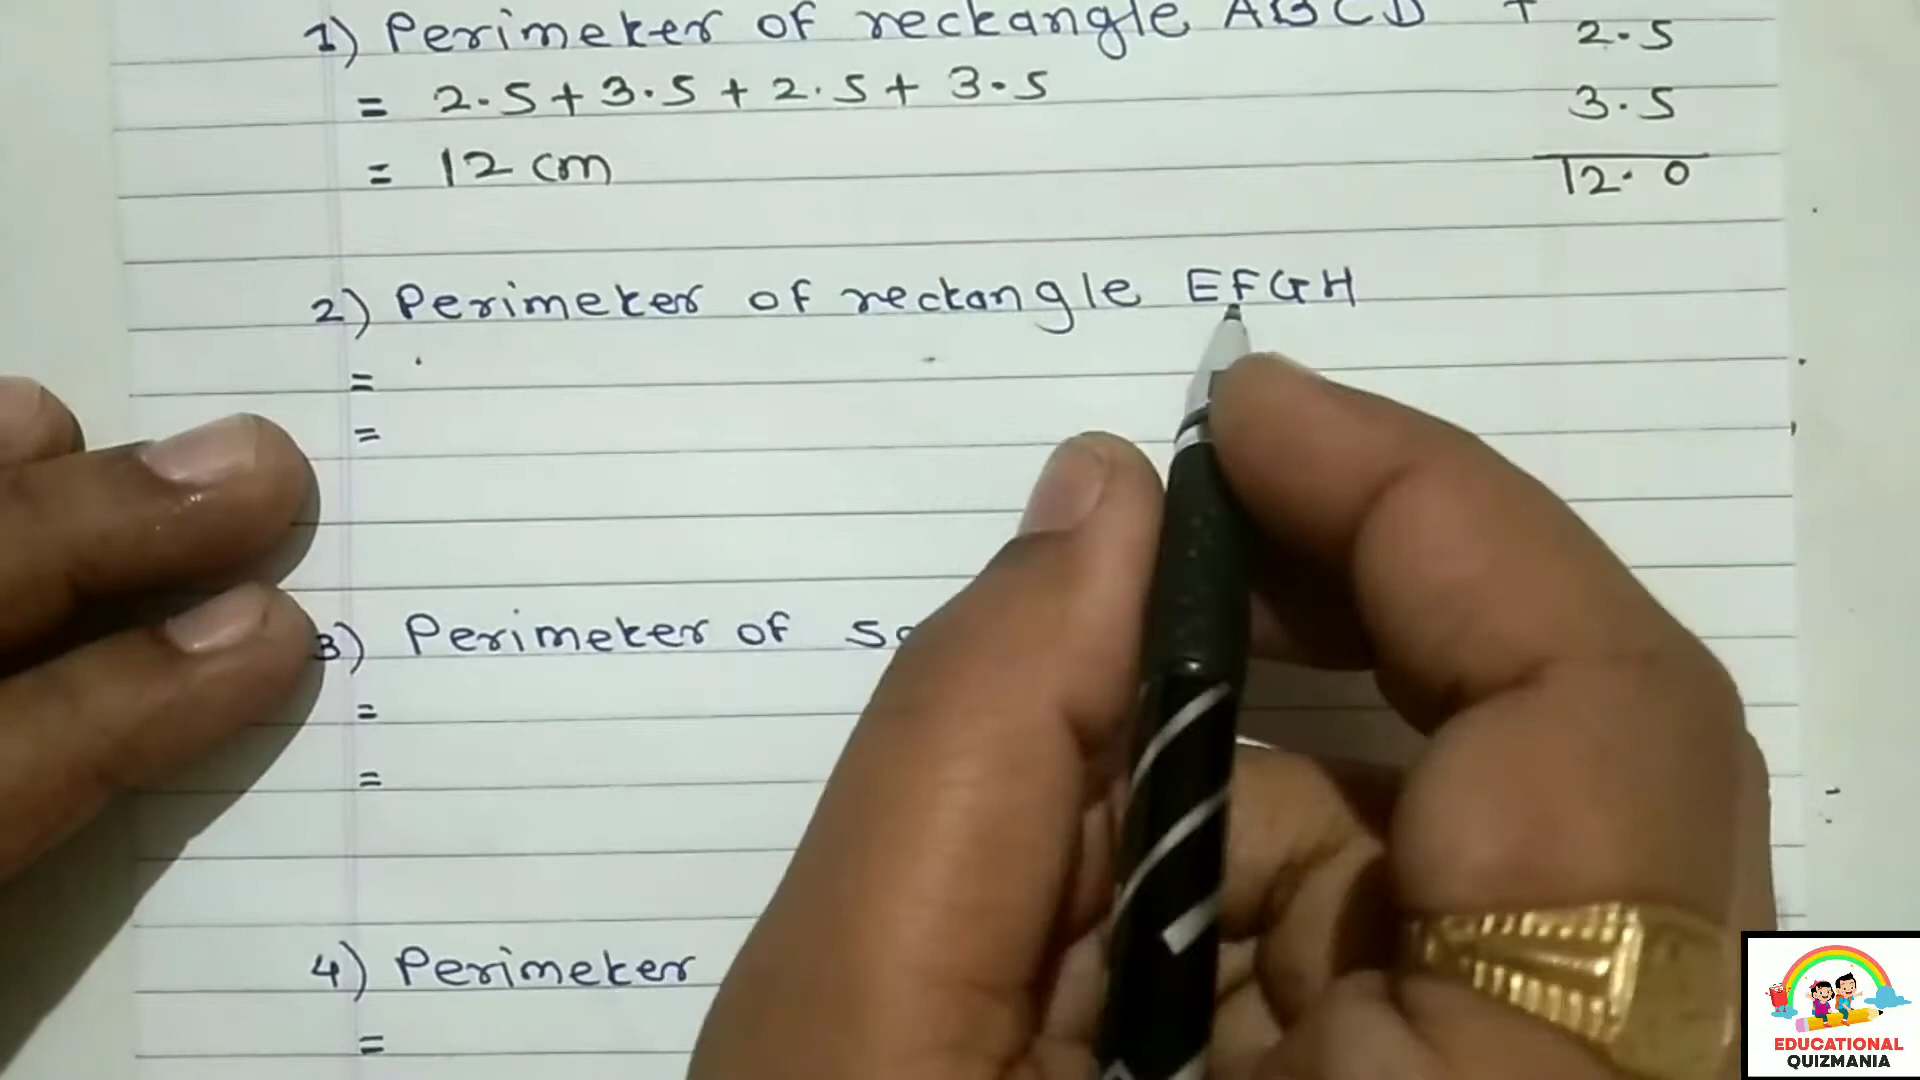 1) Perimeter of reckangle ABCD
= 2.5 + 3.5 + 2.5 + 3.5
= 12 cm
+ 2.5
3.5
12.0
2) Perimeter of rectangle EFGH
=
=
3) Perimeter of
=
=
4) Perimeter
=
EDUCATIONAL
QUIZMANIA